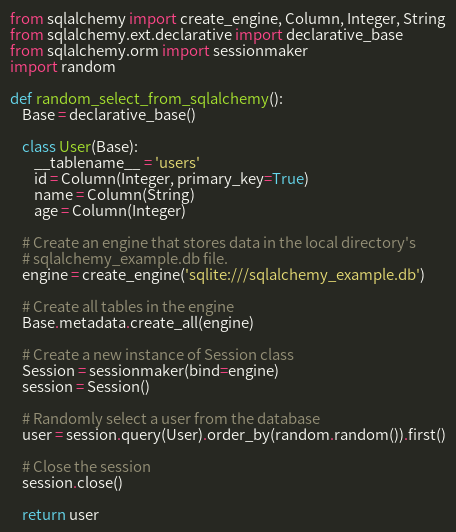 from sqlalchemy import create_engine, Column, Integer, String
from sqlalchemy.ext.declarative import declarative_base
from sqlalchemy.orm import sessionmaker
import random

def random_select_from_sqlalchemy():
    Base = declarative_base()

    class User(Base):
        __tablename__ = 'users'
        id = Column(Integer, primary_key=True)
        name = Column(String)
        age = Column(Integer)

    # Create an engine that stores data in the local directory's
    # sqlalchemy_example.db file.
    engine = create_engine('sqlite:///sqlalchemy_example.db')

    # Create all tables in the engine
    Base.metadata.create_all(engine)

    # Create a new instance of Session class
    Session = sessionmaker(bind=engine)
    session = Session()

    # Randomly select a user from the database
    user = session.query(User).order_by(random.random()).first()

    # Close the session
    session.close()

    return user